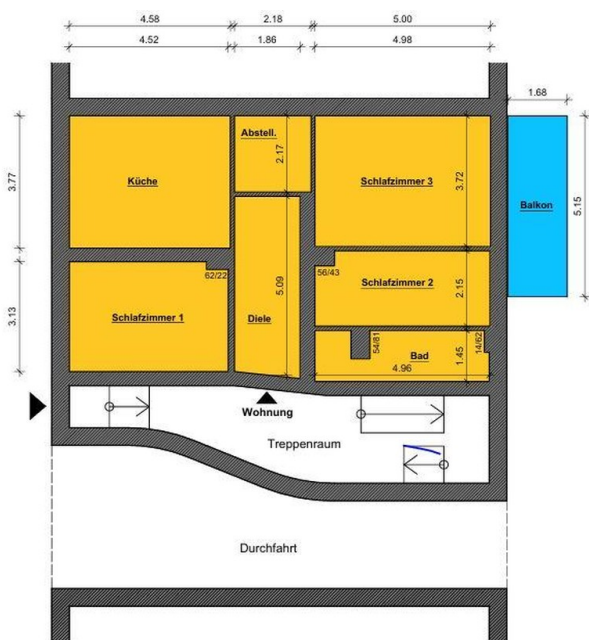 4.58
2.18
5.00
4.52
1.86
4.98
1.68
Abstell.
2.17
3.77
Küche
Schlafzimmer 3
3.72
Balkon
5.15
62/22
56/43
Schlafzimmer 2
2.15
5.09
3.13
Schlafzimmer 1
Diele
54/81
14/62
Bad
1.45
4.96
Wohnung
Treppenraum
Durchfahrt